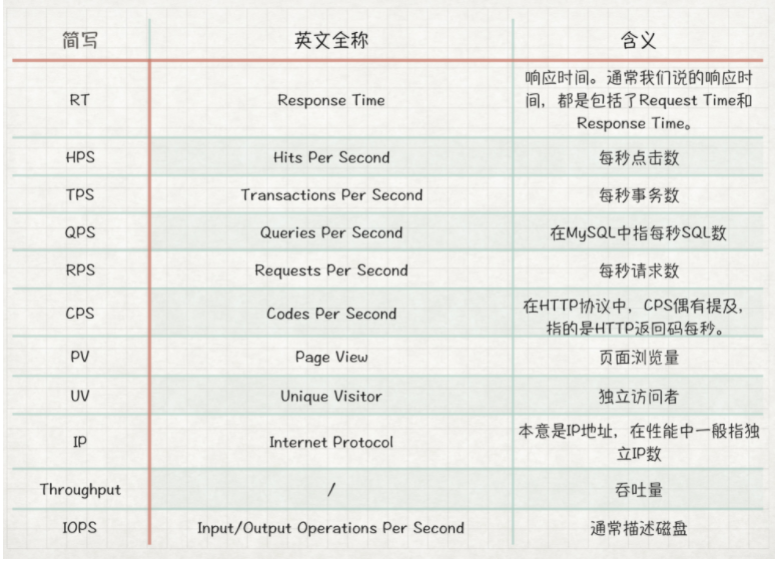 简写 英文全称 含义
RT Response Time 响应时间。通常我们说的响应时
间，都是包括了Request Time和
Response Time。
HPS Hits Per Second 每秒点击数
TPS Transactions Per Second 每秒事务数
QPS Queries Per Second 在MySQL中指每秒SQL数
RPS Requests Per Second 每秒请求数
CPS Codes Per Second 在HTTP协议中，CPS偶有提及，
指的是HTTP返回码每秒。
PV Page View 页面浏览量
UV Unique Visitor 独立访问者
IP Internet Protocol 本意是IP地址，在性能中一般指独
立IP数
Throughput / 吞吐量
IOPS Input/Output Operations Per Second 通常描述磁盘